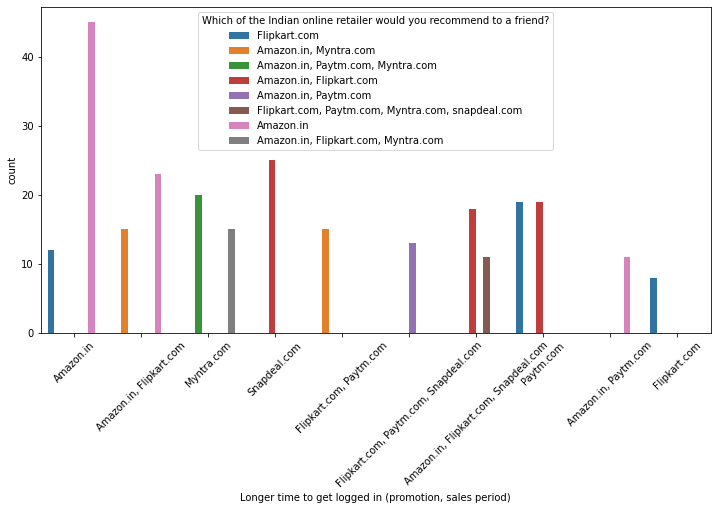 Which of the Indian online retailer would you recommend to a friend?
Flipkart.com
Amazon.in, Myntra.com
Amazon.in, Paytm.com, Myntra.com
Amazon.in, Flipkart.com
Amazon.in, Paytm.com
Flipkart.com, Paytm.com, Myntra.com, snapdeal.com
Amazon.in
Amazon.in, Flipkart.com, Myntra.com
count
40
30
20
10
0
Amazon.in
Amazon.in, Flipkart.com
Myntra.com
Snapdeal.com
Flipkart.com, Paytm.com
Flipkart.com, Paytm.com, Snapdeal.com
Amazon.in, Flipkart.com, Snapdeal.com
Paytm.com
Amazon.in, Paytm.com
Flipkart.com
Longer time to get logged in (promotion, sales period)